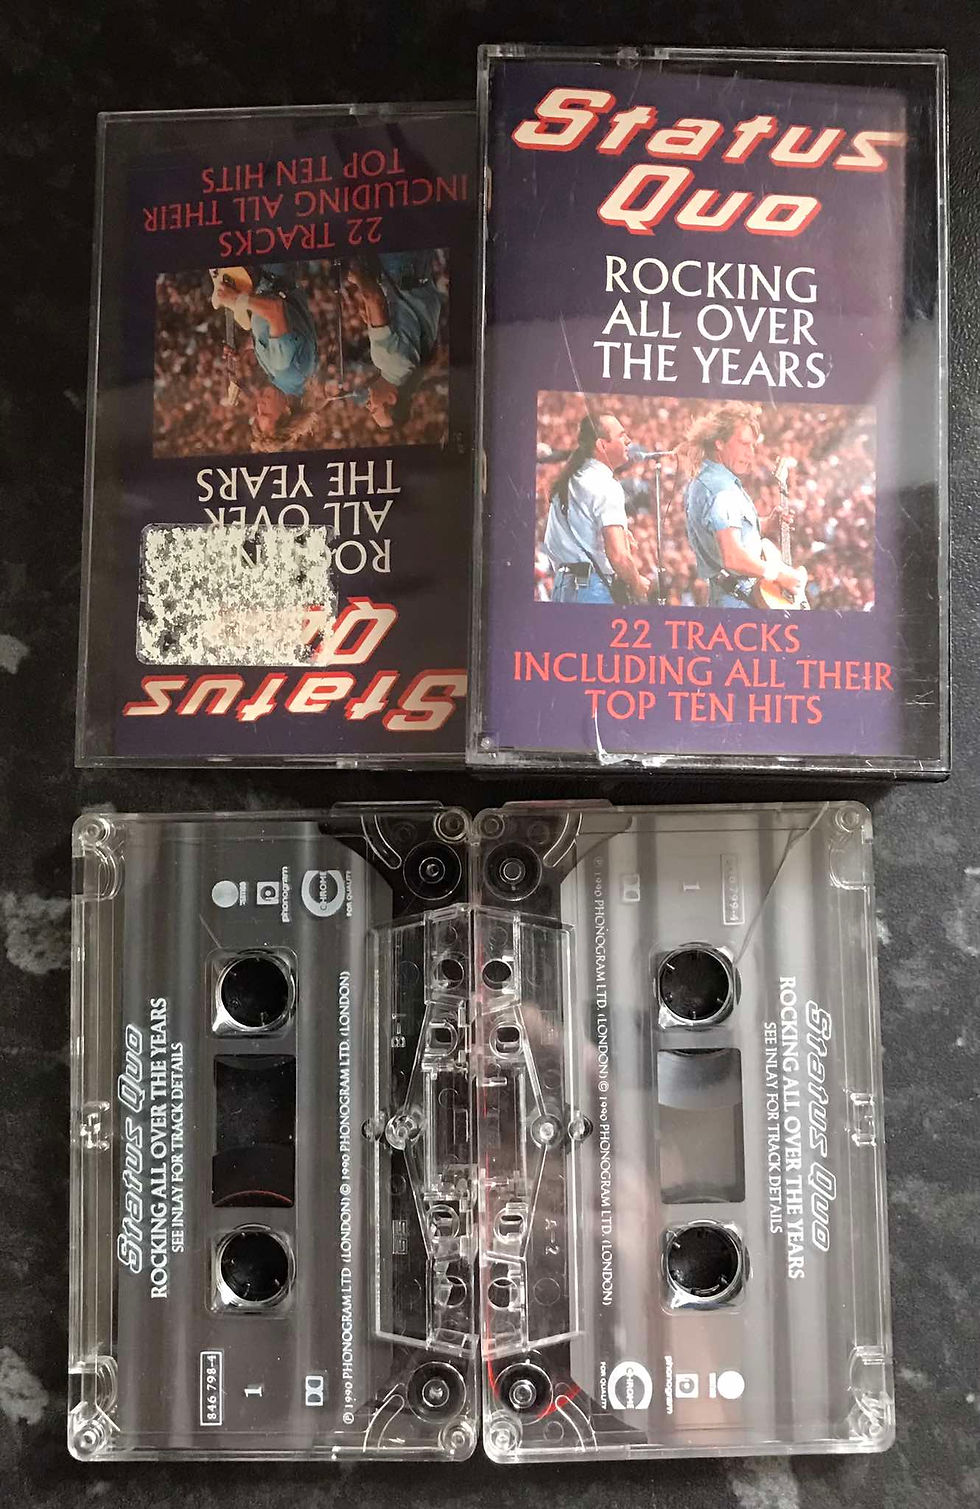 Status
Quo
ROCKING
ALL OVER
THE YEARS
22 TRACKS
INCLUDING ALL THEIR
TOP TEN HITS
Status
ALL OVER
THE YEARS
22 TRACKS
INCLUDING ALL THEIR
TOP TEN HITS
Status Quo
ROCKING ALL OVER THE YEARS
SEE INLAY FOR TRACK DETAILS
846 798-4
1
phonogram
CHROME
FOR QUALITY
℗ 1990 PHONOGRAM LTD. (LONDON) © 1990 PHONOGRAM LTD. (LONDON)
Status Quo
ROCKING ALL OVER THE YEARS
SEE INLAY FOR TRACK DETAILS
1
phonogram
CHROME
FOR QUALITY
℗ 1990 PHONOGRAM LTD. (LONDON) © 1990 PHONOGRAM LTD. (LONDON)